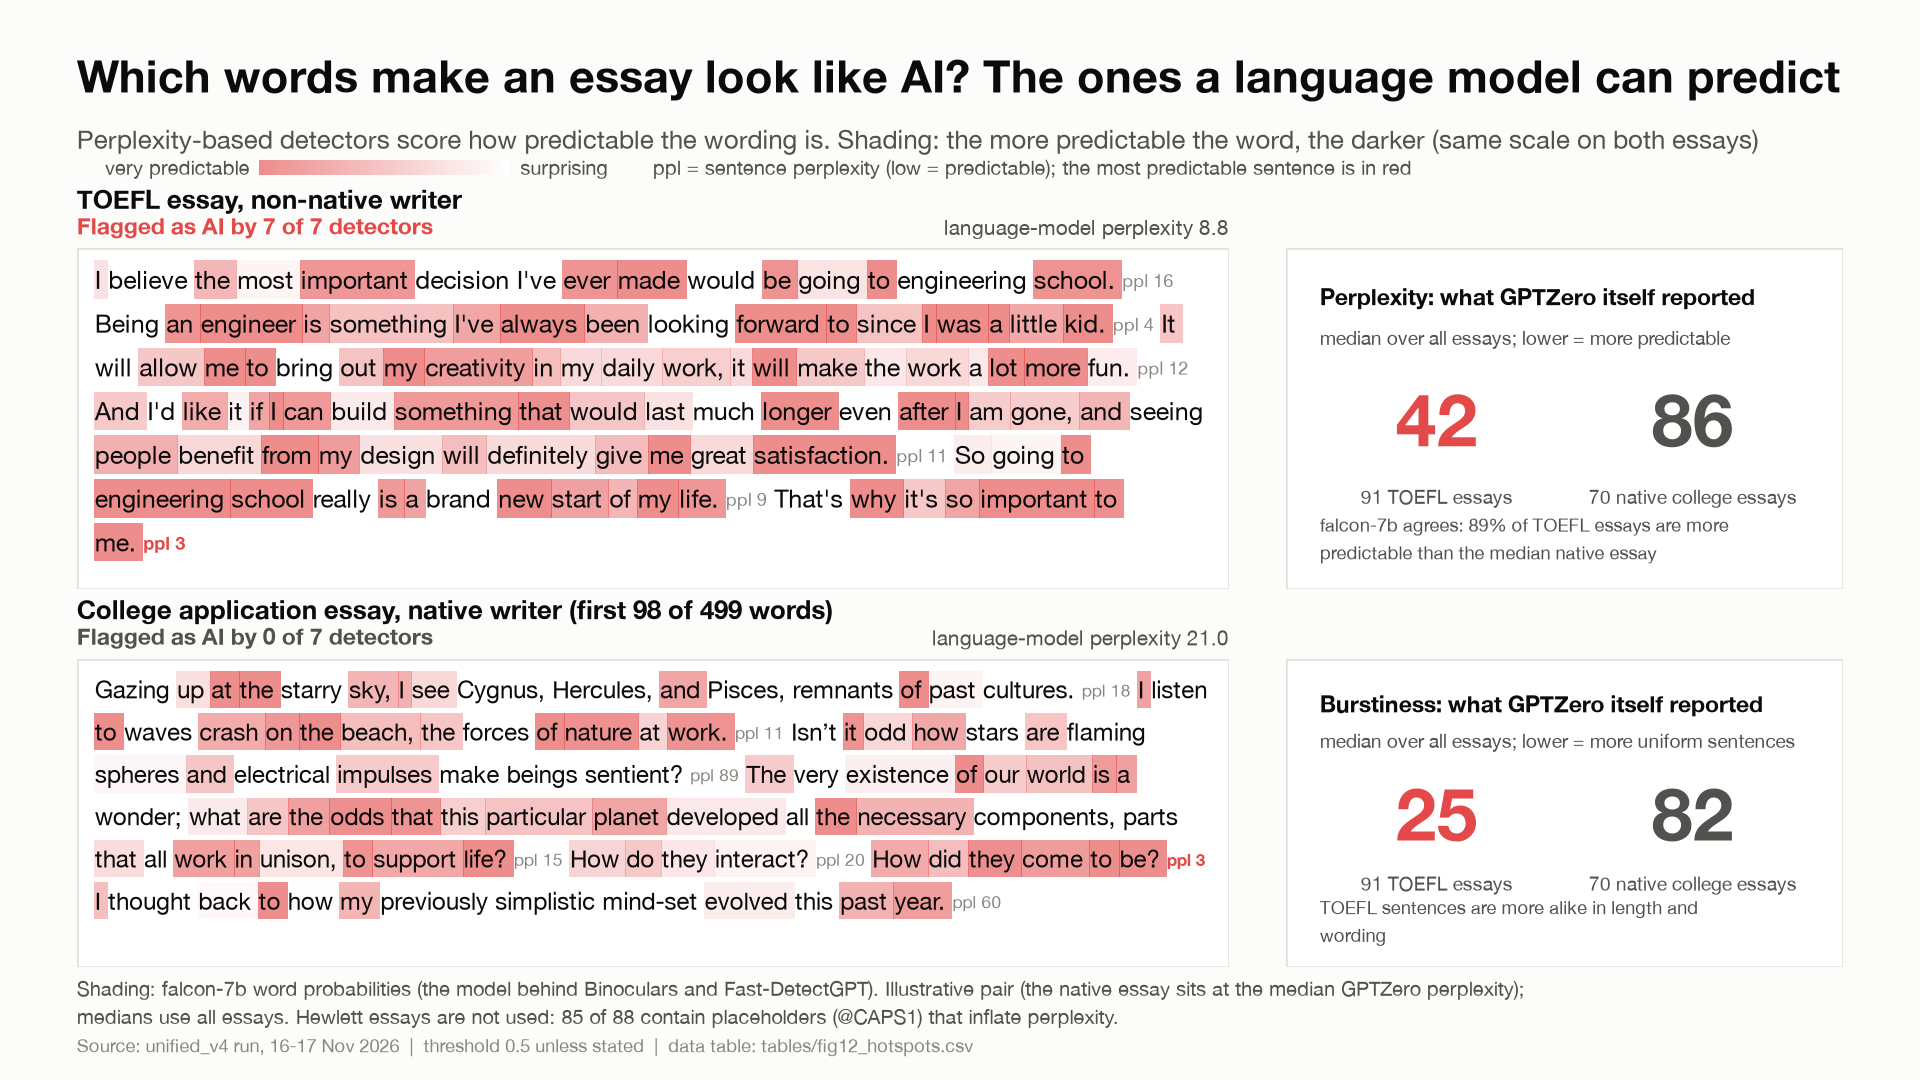 Which words make an essay look like AI? The ones a language model can predict
Perplexity-based detectors score how predictable the wording is. Shading: the more predictable the word, the darker (same scale on both essays)
very predictable surprising ppl = sentence perplexity (low = predictable); the most predictable sentence is in red
TOEFL essay, non-native writer
Flagged as AI by 7 of 7 detectors
language-model perplexity 8.8
I believe the most important decision I've ever made would be going to engineering school. ppl 16
Being an engineer is something I've always been looking forward to since I was a little kid. ppl 4 It
will allow me to bring out my creativity in my daily work, it will make the work a lot more fun. ppl 12
And I'd like it if I can build something that would last much longer even after I am gone, and seeing
people benefit from my design will definitely give me great satisfaction. ppl 11 So going to
engineering school really is a brand new start of my life. ppl 9 That's why it's so important to
me. ppl 3
Perplexity: what GPTZero itself reported
median over all essays; lower = more predictable
42 86
91 TOEFL essays 70 native college essays
falcon-7b agrees: 89% of TOEFL essays are more
predictable than the median native essay
College application essay, native writer (first 98 of 499 words)
Flagged as AI by 0 of 7 detectors
language-model perplexity 21.0
Gazing up at the starry sky, I see Cygnus, Hercules, and Pisces, remnants of past cultures. ppl 18 I listen
to waves crash on the beach, the forces of nature at work. ppl 11 Isn’t it odd how stars are flaming
spheres and electrical impulses make beings sentient? ppl 89 The very existence of our world is a
wonder; what are the odds that this particular planet developed all the necessary components, parts
that all work in unison, to support life? ppl 15 How do they interact? ppl 20 How did they come to be? ppl 3
I thought back to how my previously simplistic mind-set evolved this past year. ppl 60
Burstiness: what GPTZero itself reported
median over all essays; lower = more uniform sentences
25 82
91 TOEFL essays 70 native college essays
TOEFL sentences are more alike in length and
wording
Shading: falcon-7b word probabilities (the model behind Binoculars and Fast-DetectGPT). Illustrative pair (the native essay sits at the median GPTZero perplexity);
medians use all essays. Hewlett essays are not used: 85 of 88 contain placeholders (@CAPS1) that inflate perplexity.
Source: unified_v4 run, 16-17 Nov 2026 | threshold 0.5 unless stated | data table: tables/fig12_hotspots.csv